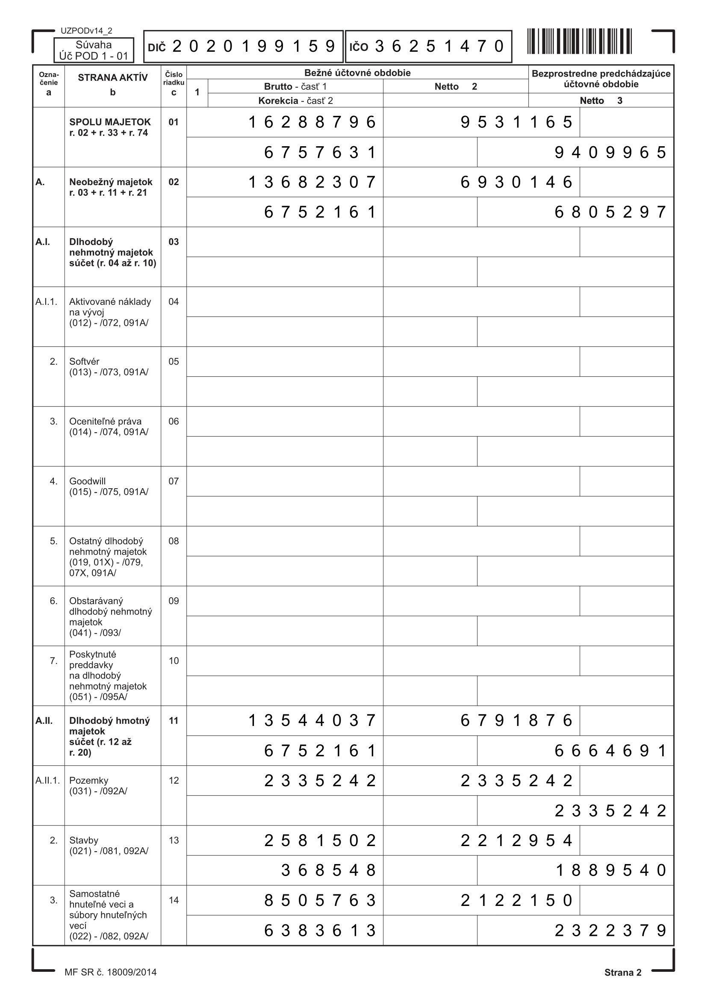 UZPODv14_2
Súvaha
Úč POD 1 - 01
DIČ 2 0 2 0 1 9 9 1 5 9
IČO 3 6 2 5 1 4 7 0
Ozna-
čenie
a
STRANA AKTÍV
b
Číslo
riadku
c
Bežné účtovné obdobie
1
Brutto - časť 1
Korekcia - časť 2
Netto 2
Bezprostredne predchádzajúce
účtovné obdobie
Netto 3
SPOLU MAJETOK
r. 02 + r. 33 + r. 74
01
1 6 2 8 8 7 9 6
9 5 3 1 1 6 5
6 7 5 7 6 3 1
9 4 0 9 9 6 5
A.
Neobežný majetok
r. 03 + r. 11 + r. 21
02
1 3 6 8 2 3 0 7
6 9 3 0 1 4 6
6 7 5 2 1 6 1
6 8 0 5 2 9 7
A.I.
Dlhodobý
nehmotný majetok
súčet (r. 04 až r. 10)
03
A.I.1.
Aktivované náklady
na vývoj
(012) - /072, 091A/
04
2.
Softvér
(013) - /073, 091A/
05
3.
Oceniteľné práva
(014) - /074, 091A/
06
4.
Goodwill
(015) - /075, 091A/
07
5.
Ostatný dlhodobý
nehmotný majetok
(019, 01X) - /079,
07X, 091A/
08
6.
Obstarávaný
dlhodobý nehmotný
majetok
(041) - /093/
09
7.
Poskytnuté
preddavky
na dlhodobý
nehmotný majetok
(051) - /095A/
10
A.II.
Dlhodobý hmotný
majetok
súčet (r. 12 až
r. 20)
11
1 3 5 4 4 0 3 7
6 7 9 1 8 7 6
6 7 5 2 1 6 1
6 6 6 4 6 9 1
A.II.1.
Pozemky
(031) - /092A/
12
2 3 3 5 2 4 2
2 3 3 5 2 4 2
2 3 3 5 2 4 2
2.
Stavby
(021) - /081, 092A/
13
2 5 8 1 5 0 2
2 2 1 2 9 5 4
3 6 8 5 4 8
1 8 8 9 5 4 0
3.
Samostatné
hnuteľné veci a
súbory hnuteľných
vecí
(022) - /082, 092A/
14
8 5 0 5 7 6 3
2 1 2 2 1 5 0
6 3 8 3 6 1 3
2 3 2 2 3 7 9
MF SR č. 18009/2014
Strana 2